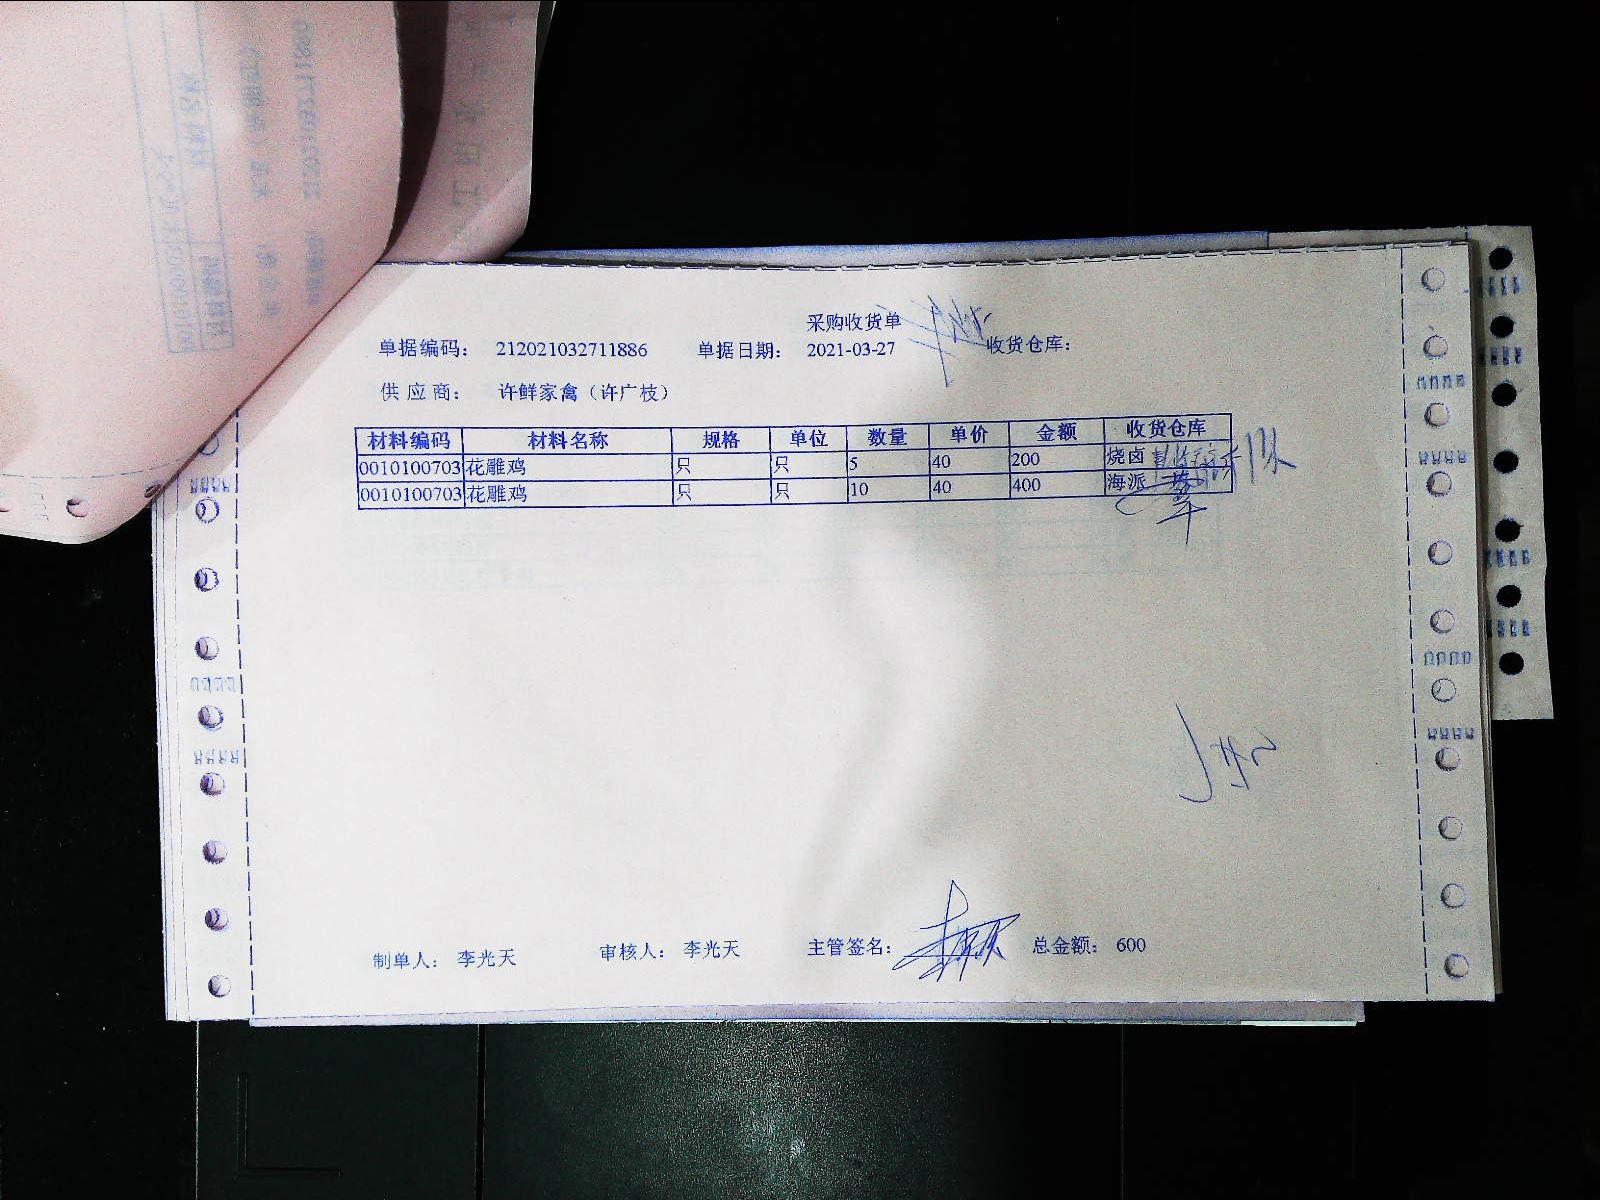 采购收货单
单据编码： 212021032711886 单据日期： 2021-03-27 收货仓库：
供 应 商： 许鲜家禽（许广枝）
材料编码 材料名称 规格 单位 数量 单价 金额 收货仓库
0010100703 花雕鸡 只 只 5 40 200 烧卤
0010100703 花雕鸡 只 只 10 40 400 海派
制单人： 李光天 审核人： 李光天 主管签名： 总金额： 600